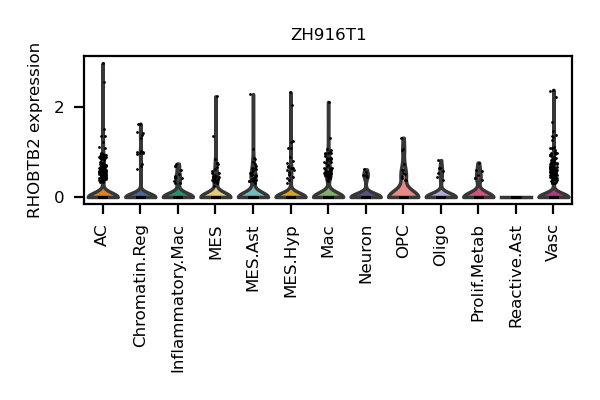 ZH916T1
RHOBTB2 expression
2
0
AC
Chromatin.Reg
Inflammatory.Mac
MES
MES.Ast
MES.Hyp
Mac
Neuron
OPC
Oligo
Prolif.Metab
Reactive.Ast
Vasc